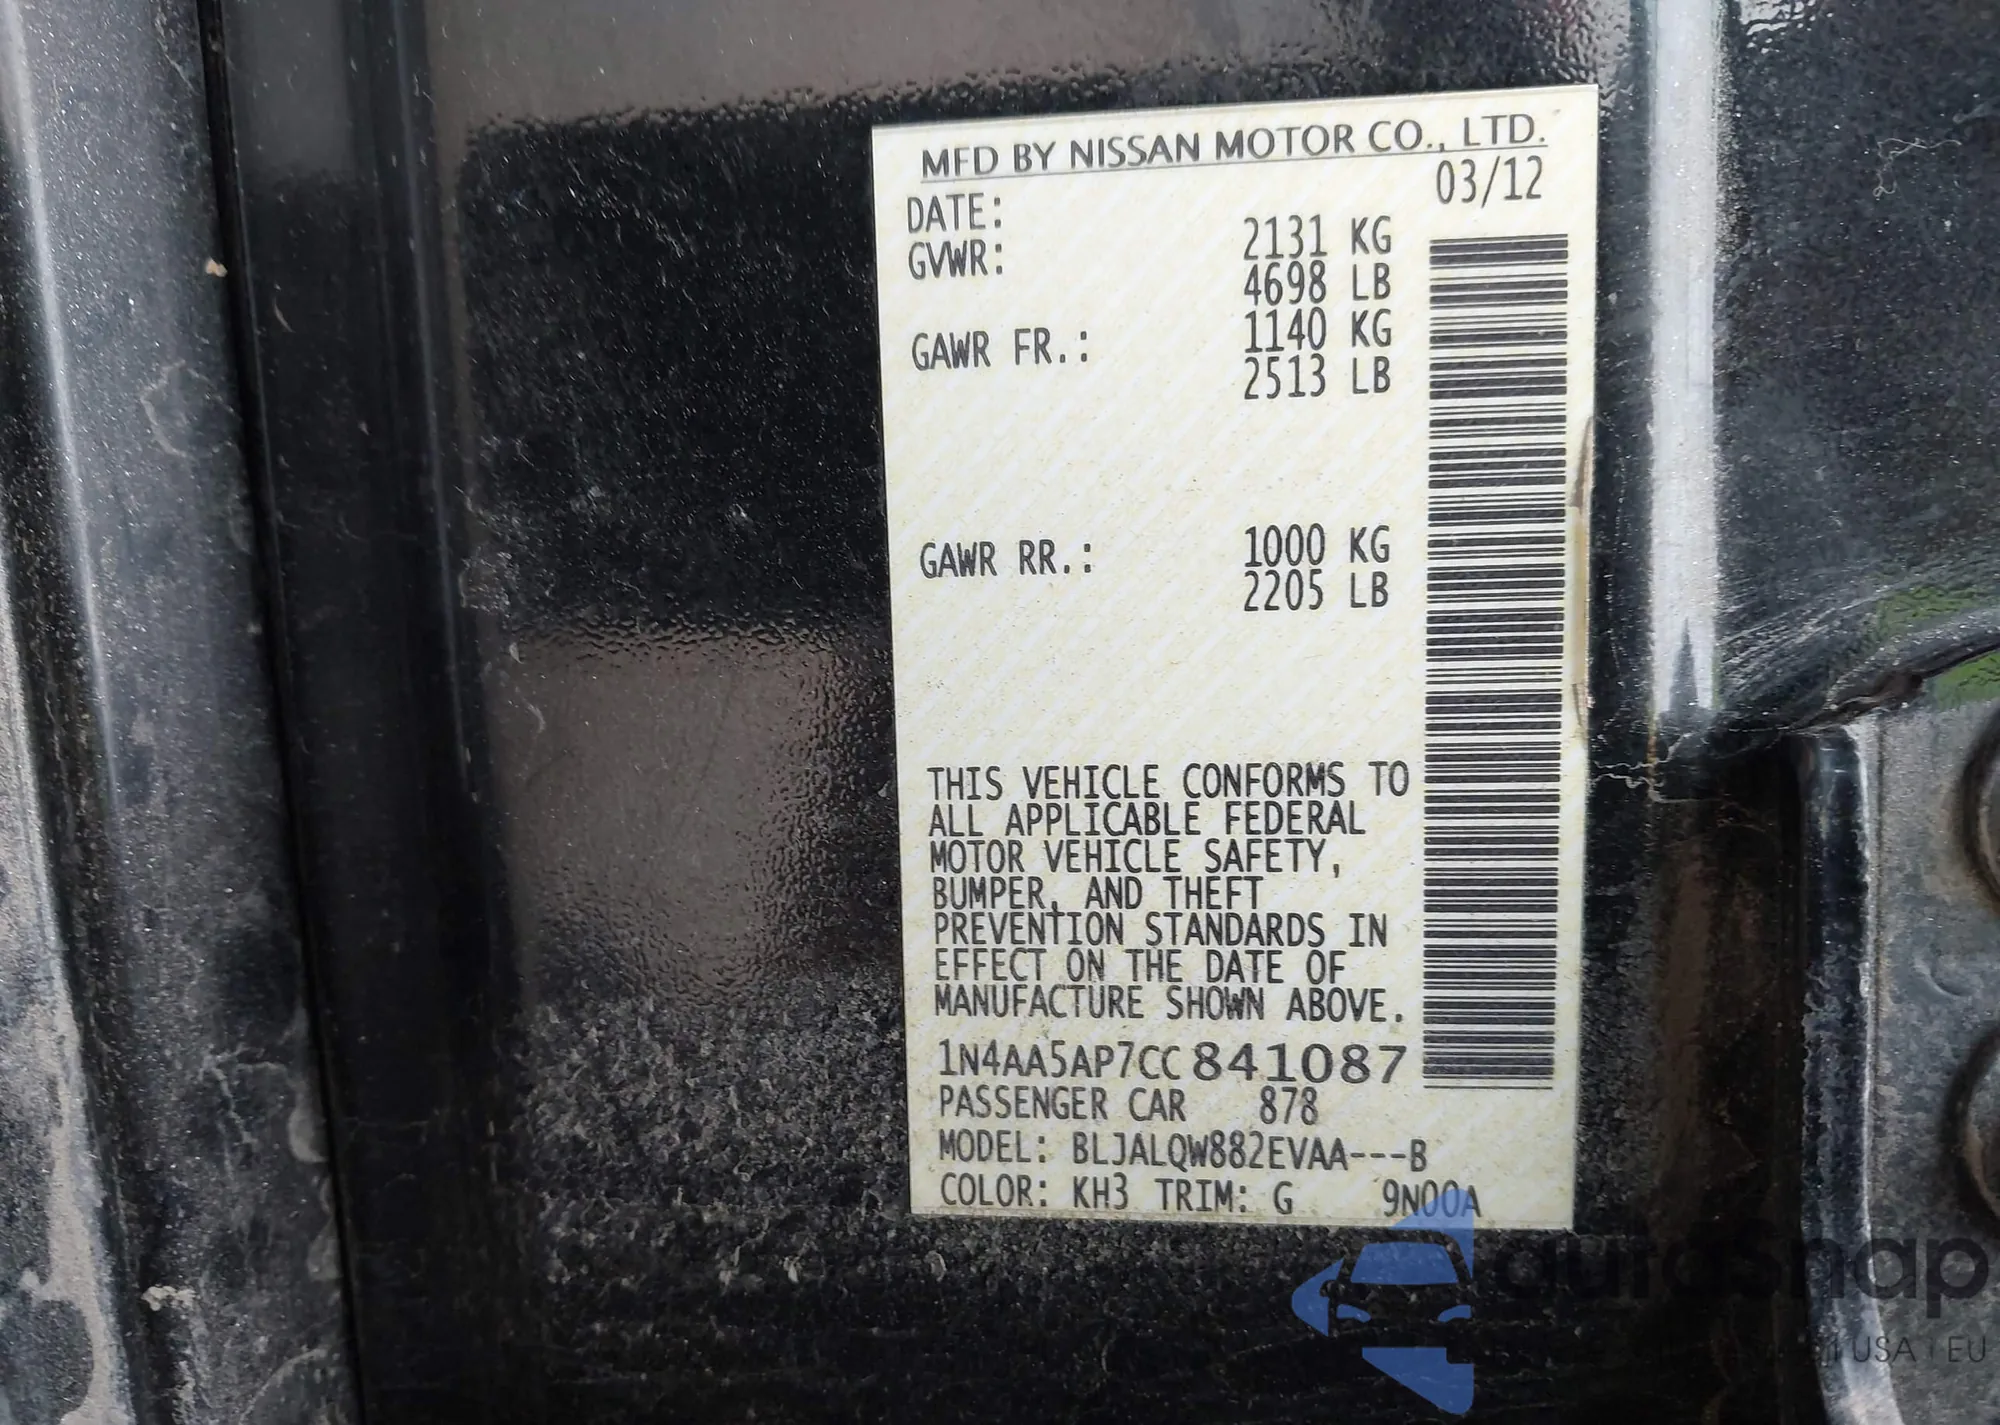 MFD BY NISSAN MOTOR CO., LTD.
DATE: 03/12
GVWR: 2131 KG
4698 LB
GAWR FR.: 1140 KG
2513 LB
GAWR RR.: 1000 KG
2205 LB
THIS VEHICLE CONFORMS TO
ALL APPLICABLE FEDERAL
MOTOR VEHICLE SAFETY,
BUMPER, AND THEFT
PREVENTION STANDARDS IN
EFFECT ON THE DATE OF
MANUFACTURE SHOWN ABOVE.
1N4AA5AP7CC841087
PASSENGER CAR 878
MODEL: BLJALQW882EVAA---B
COLOR: KH3 TRIM: G 9N00A
aurasnap
USA | EU